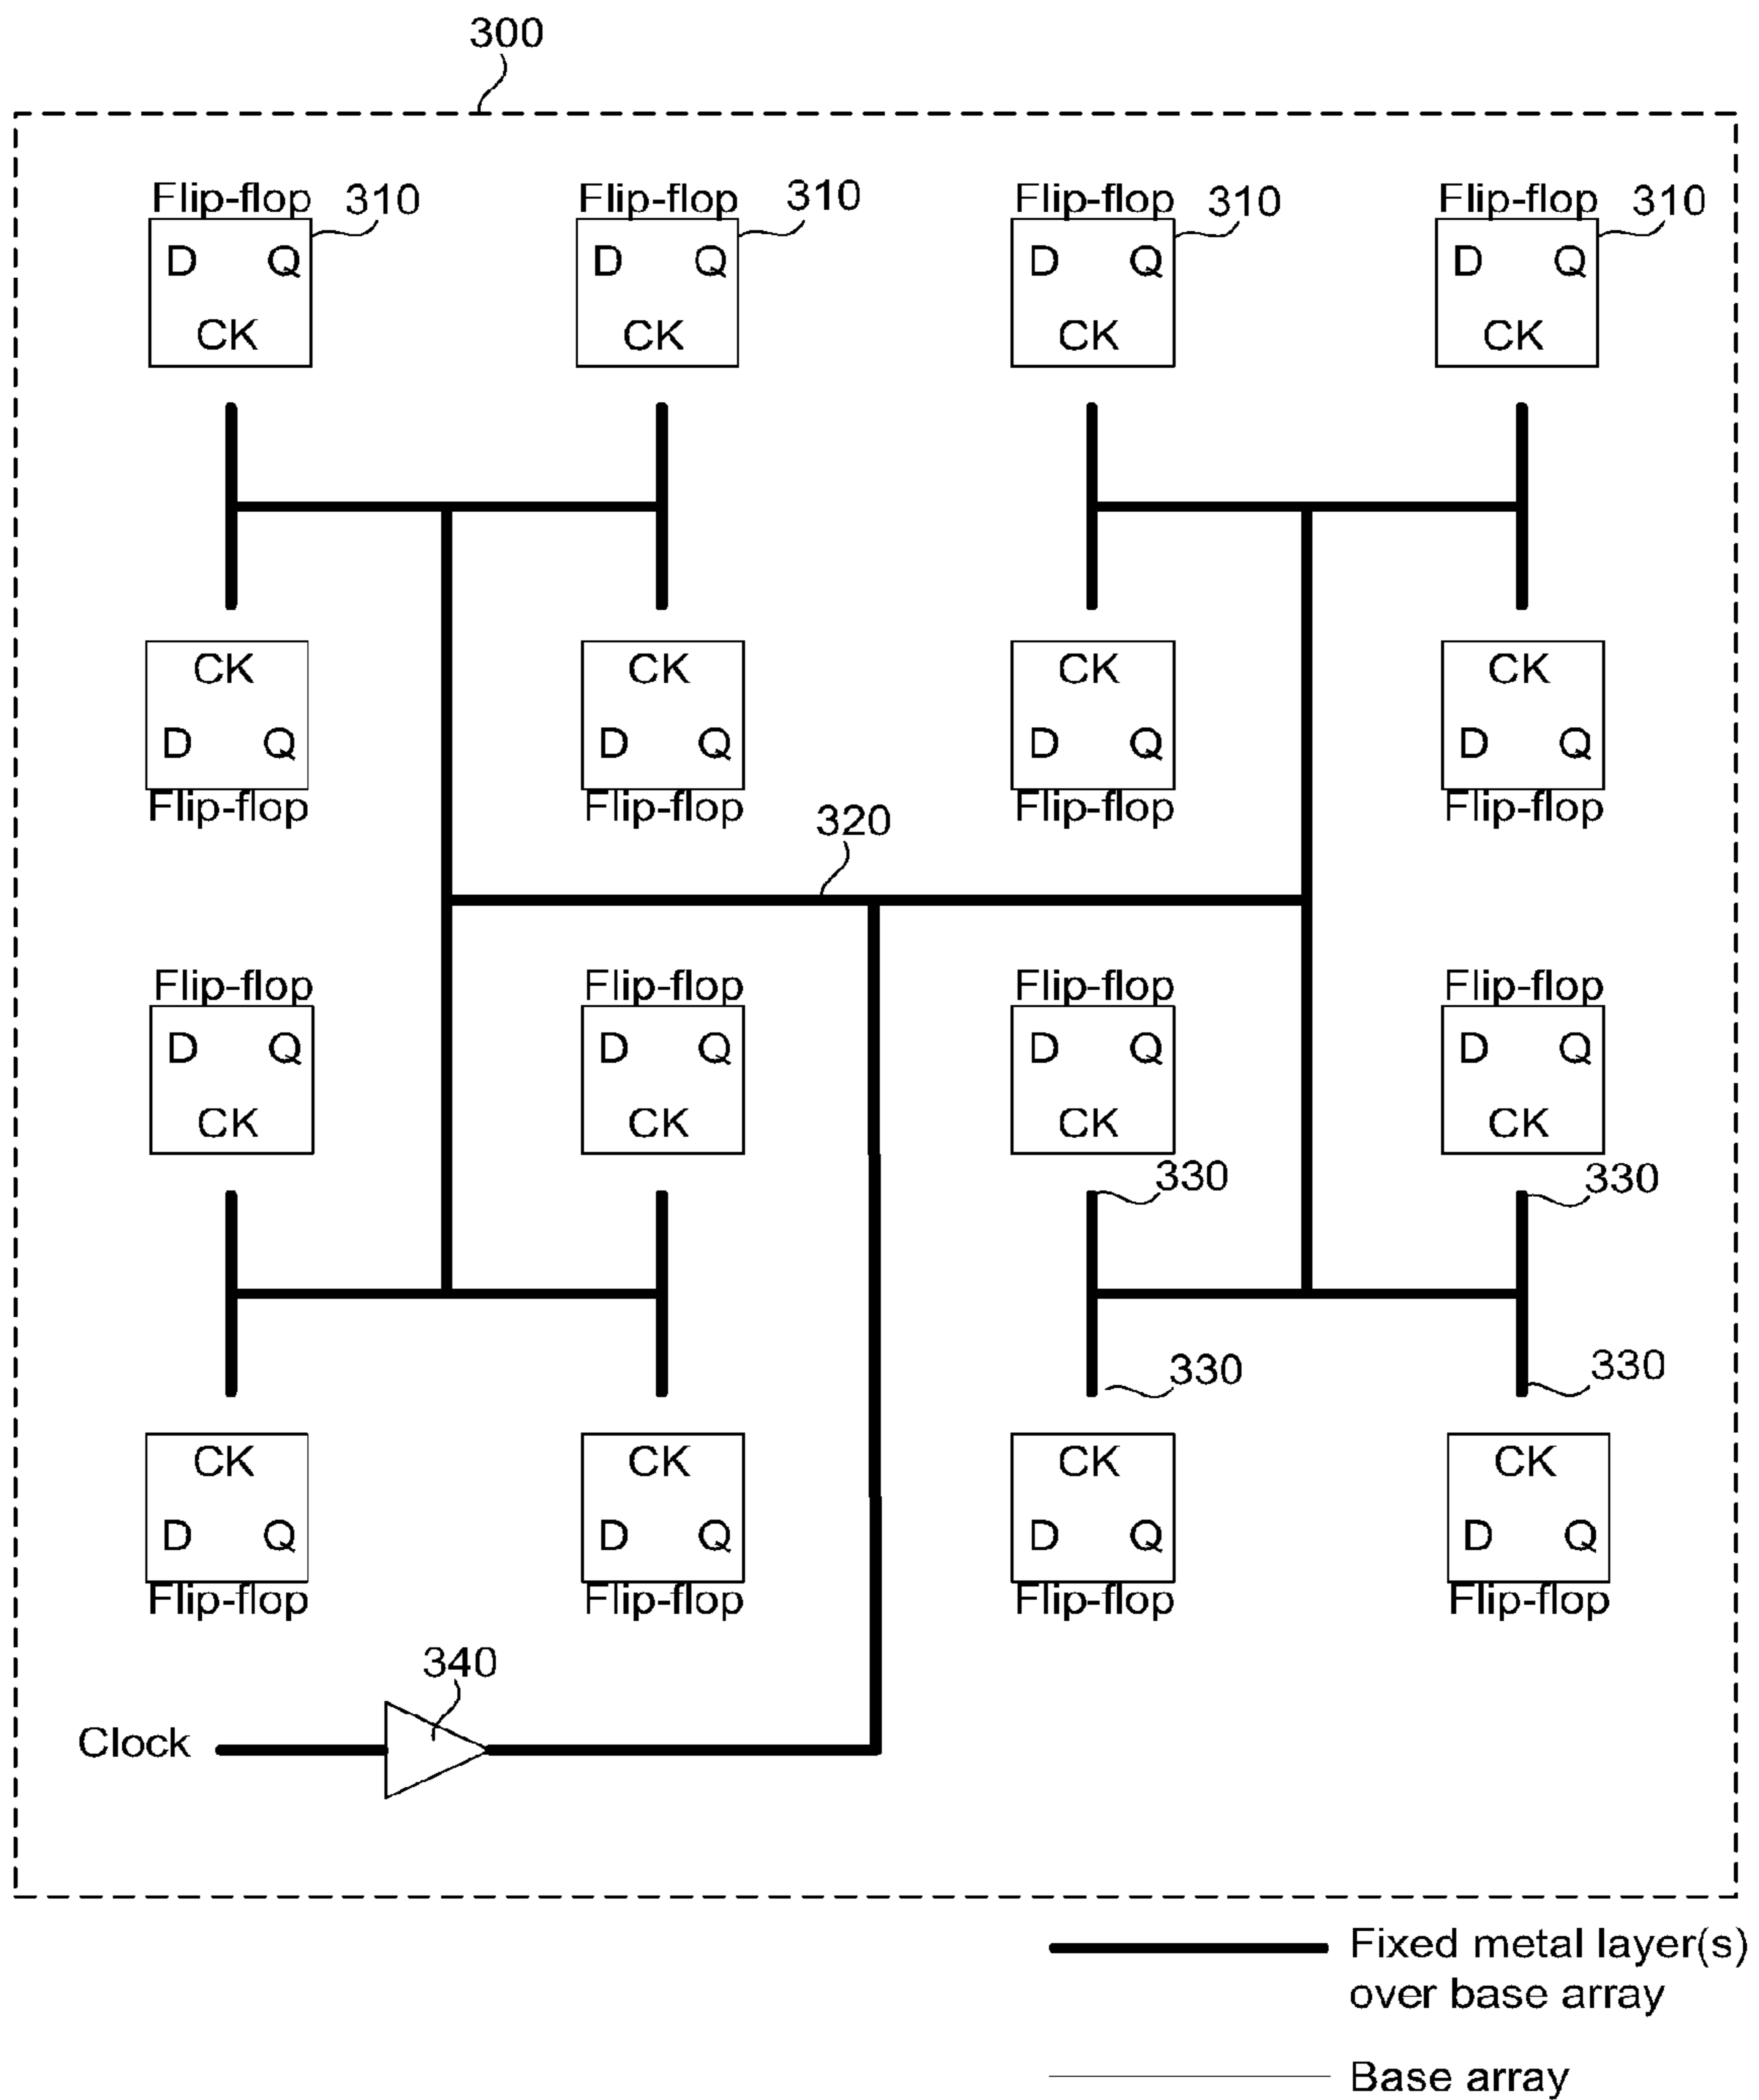 300
Flip-flop 310 Flip-flop 310 Flip-flop 310 Flip-flop 310
D Q D Q D Q D Q
CK CK CK CK
CK CK CK CK
D Q D Q D Q D Q
Flip-flop Flip-flop Flip-flop Flip-flop
320
Flip-flop Flip-flop Flip-flop Flip-flop
D Q D Q D Q D Q
CK CK CK CK
330 330
330 330
CK CK CK CK
D Q D Q D Q D Q
Flip-flop Flip-flop Flip-flop Flip-flop
340
Clock
Fixed metal layer(s)
over base array
Base array